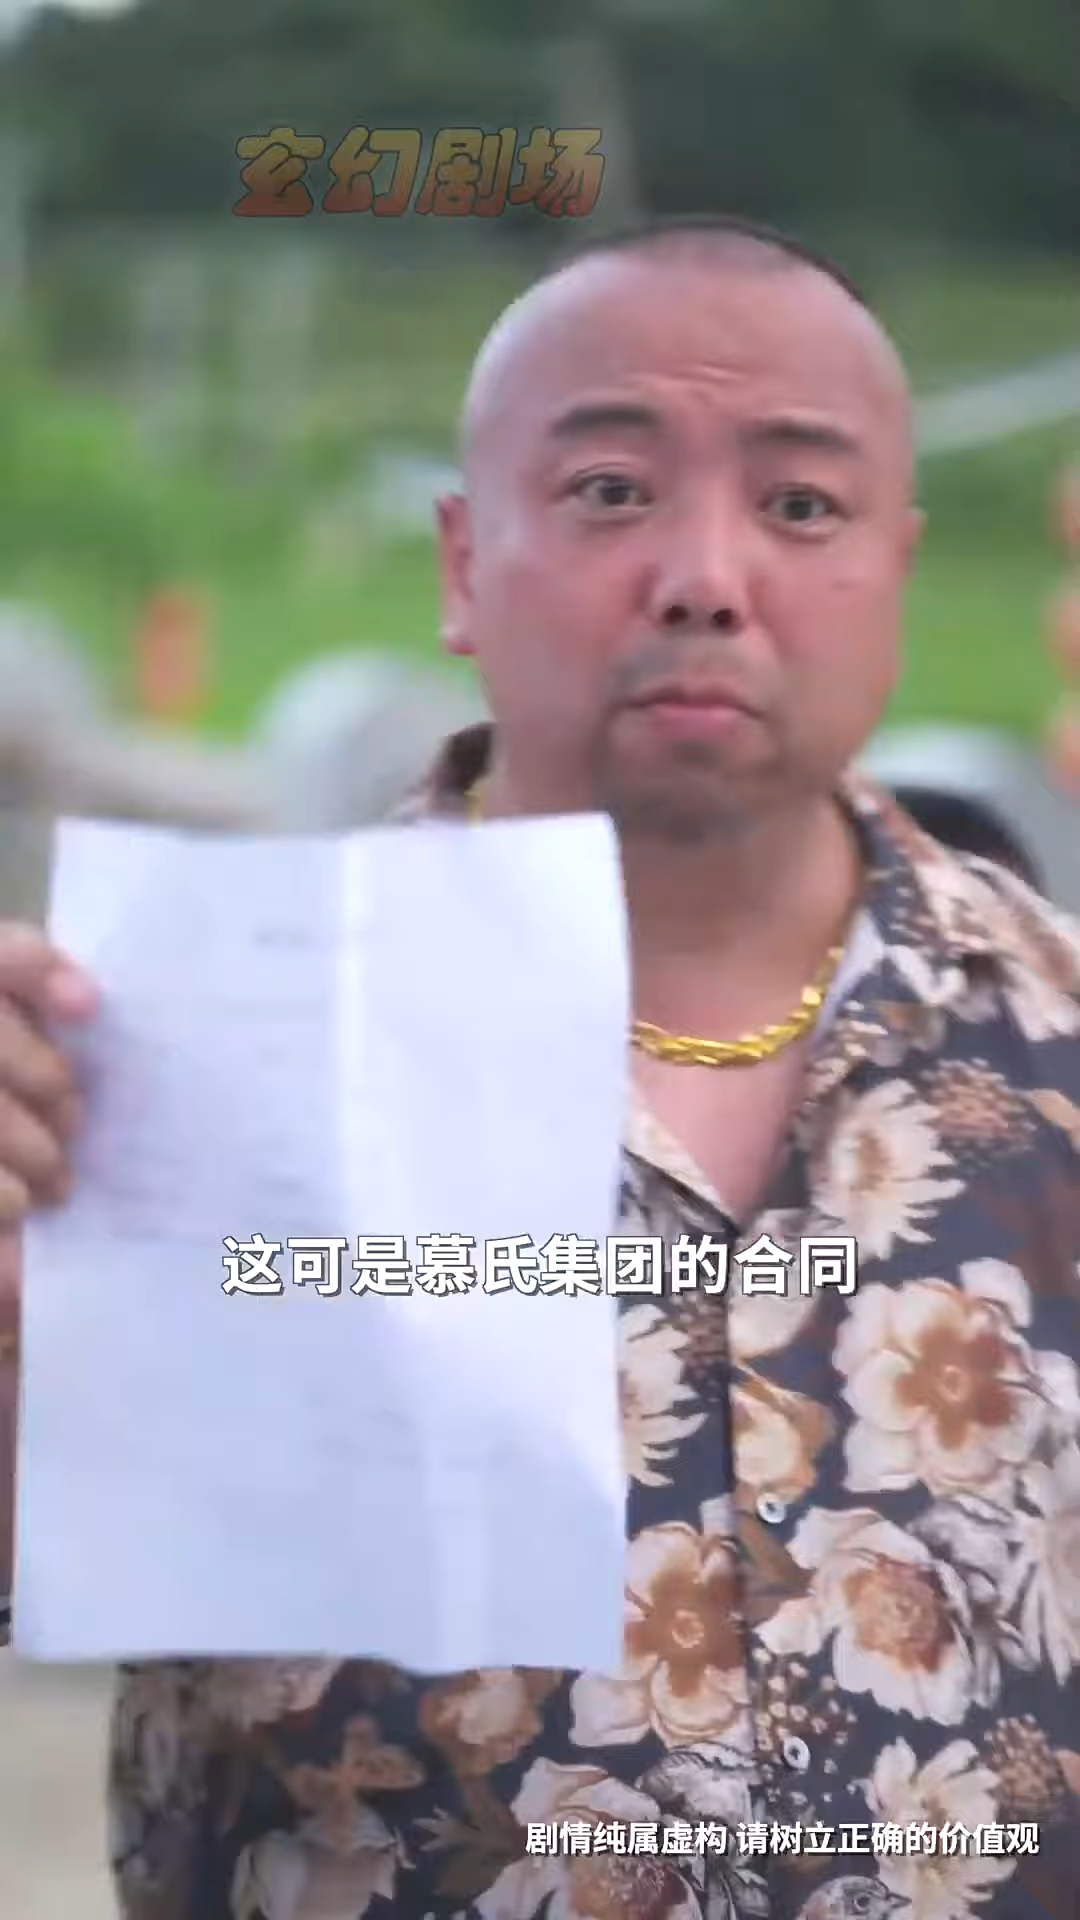 玄幻剧场
这可是慕氏集团的合同
剧情纯属虚构 请树立正确的价值观